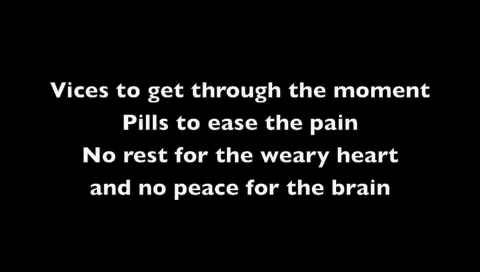 Vices to get through the moment
Pills to ease the pain
No rest for the weary heart
and no peace for the brain